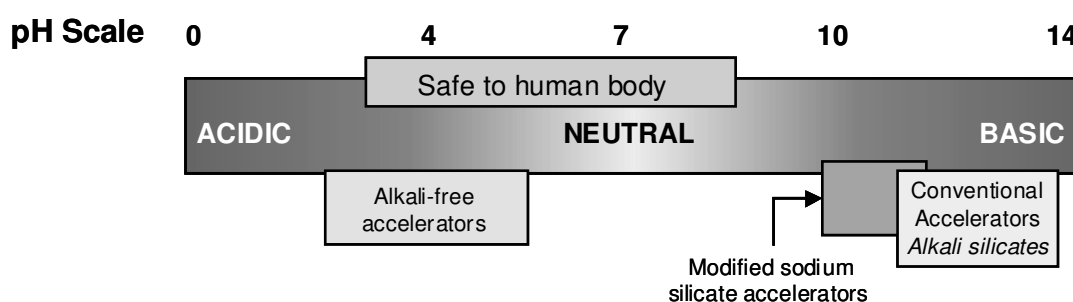 pH Scale 0 4 7 10 14
Safe to human body
ACIDIC NEUTRAL BASIC
Alkali-free
accelerators
Conventional
Accelerators
Alkali silicates
Modified sodium
silicate accelerators